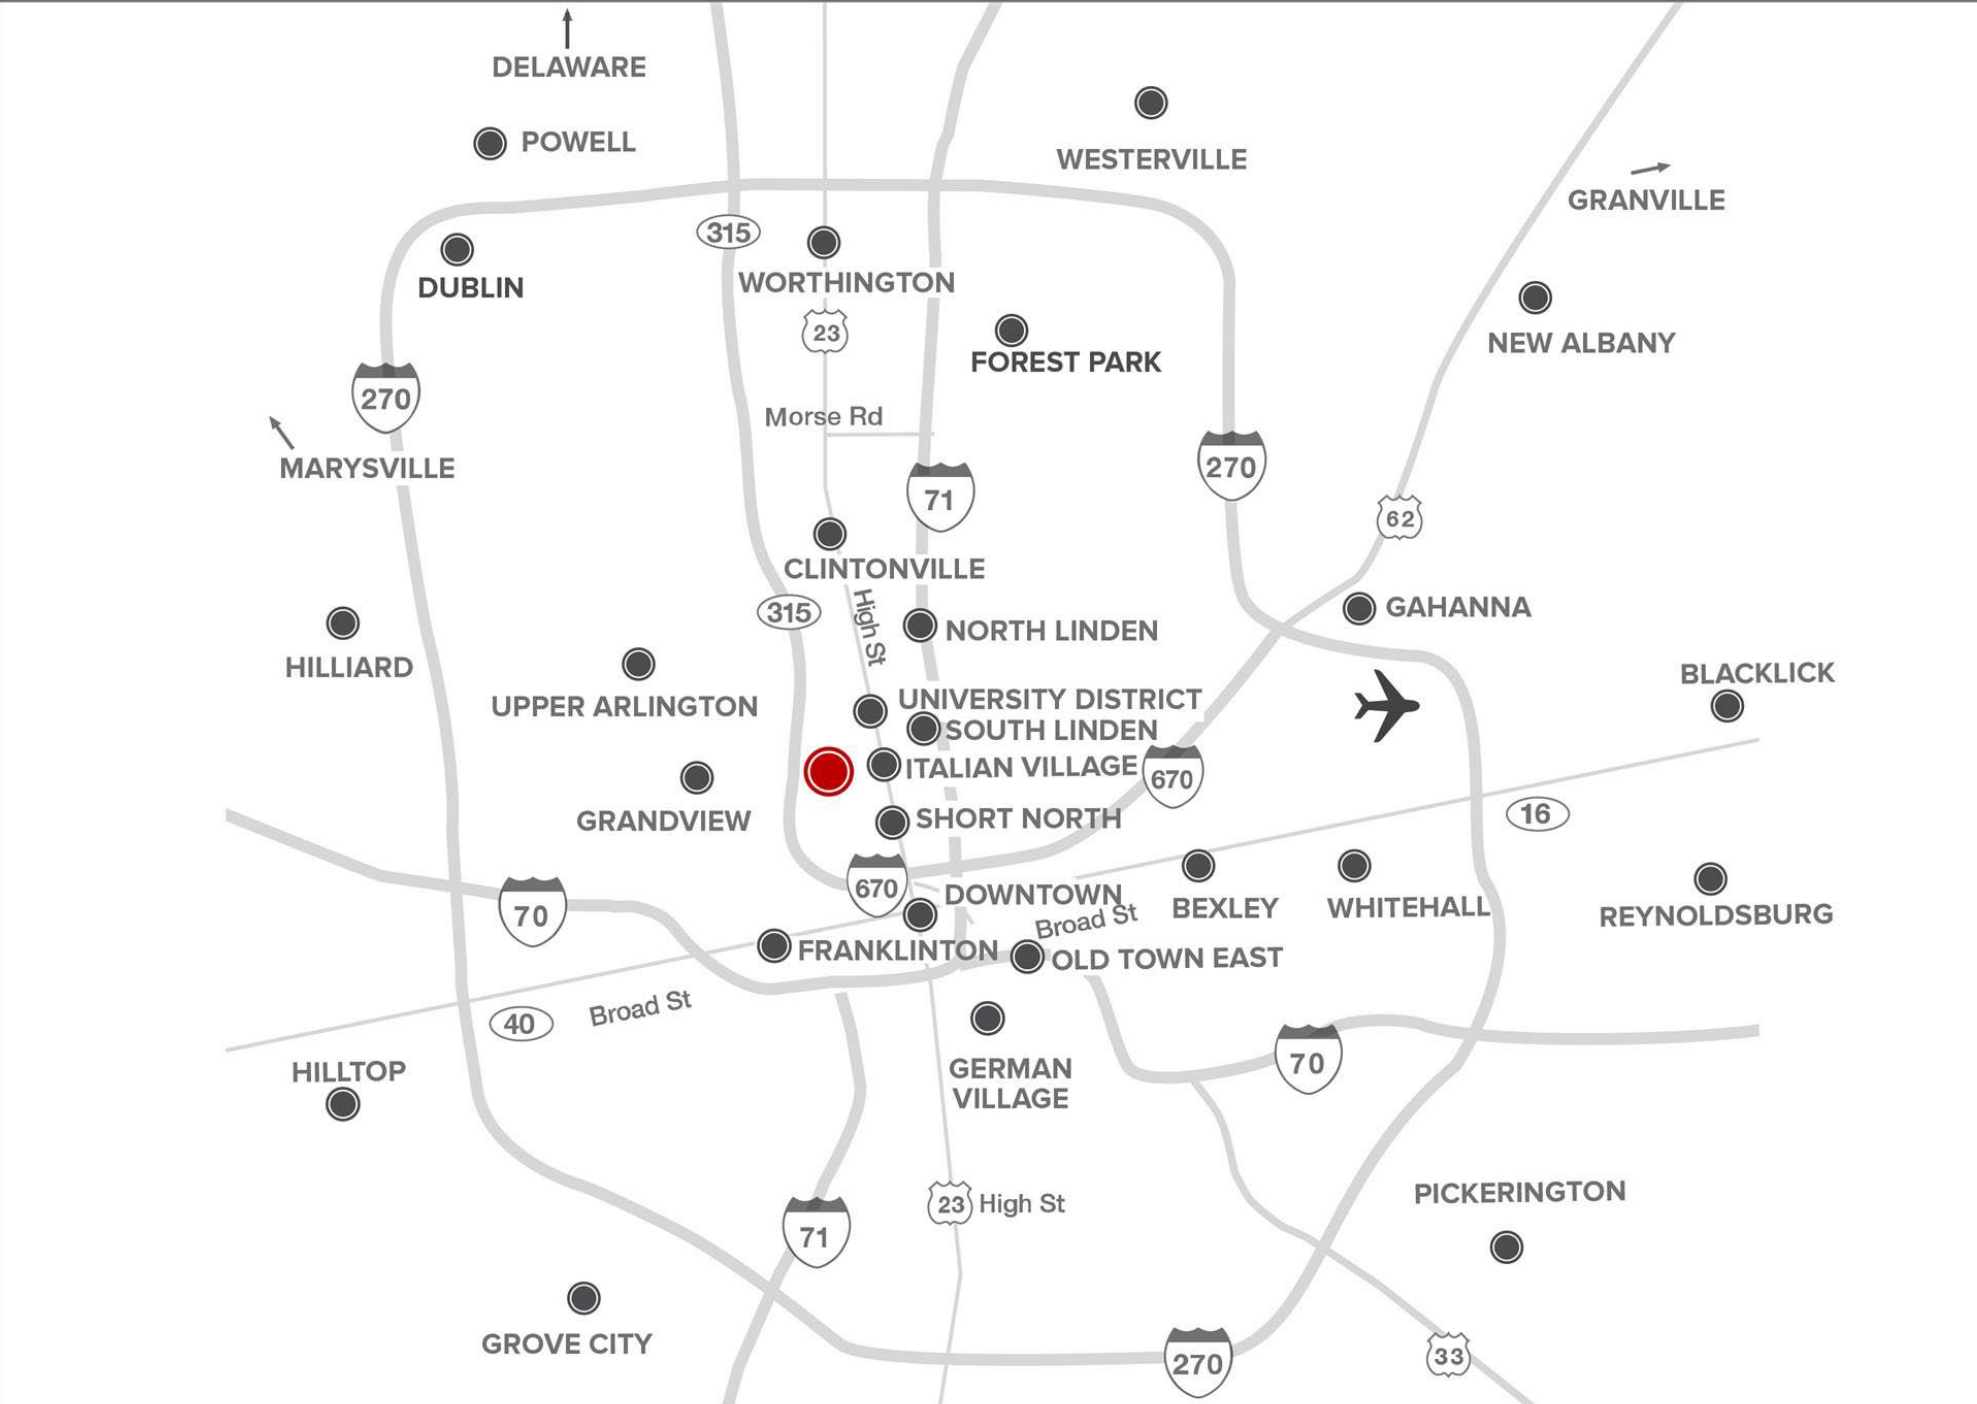 DELAWARE
POWELL
WESTERVILLE
GRANVILLE
315
WORTHINGTON
DUBLIN
23
NEW ALBANY
FOREST PARK
270
Morse Rd
MARYSVILLE
270
71
62
CLINTONVILLE
315
High St
GAHANNA
NORTH LINDEN
HILLIARD
BLACKLICK
UPPER ARLINGTON
UNIVERSITY DISTRICT
SOUTH LINDEN
ITALIAN VILLAGE
670
GRANDVIEW
SHORT NORTH
16
670
DOWNTOWN
70
BEXLEY
WHITEHALL
REYNOLDSBURG
Broad St
FRANKLINTON
OLD TOWN EAST
Broad St
40
HILLTOP
GERMAN
VILLAGE
70
PICKERINGTON
23
High St
71
GROVE CITY
270
33